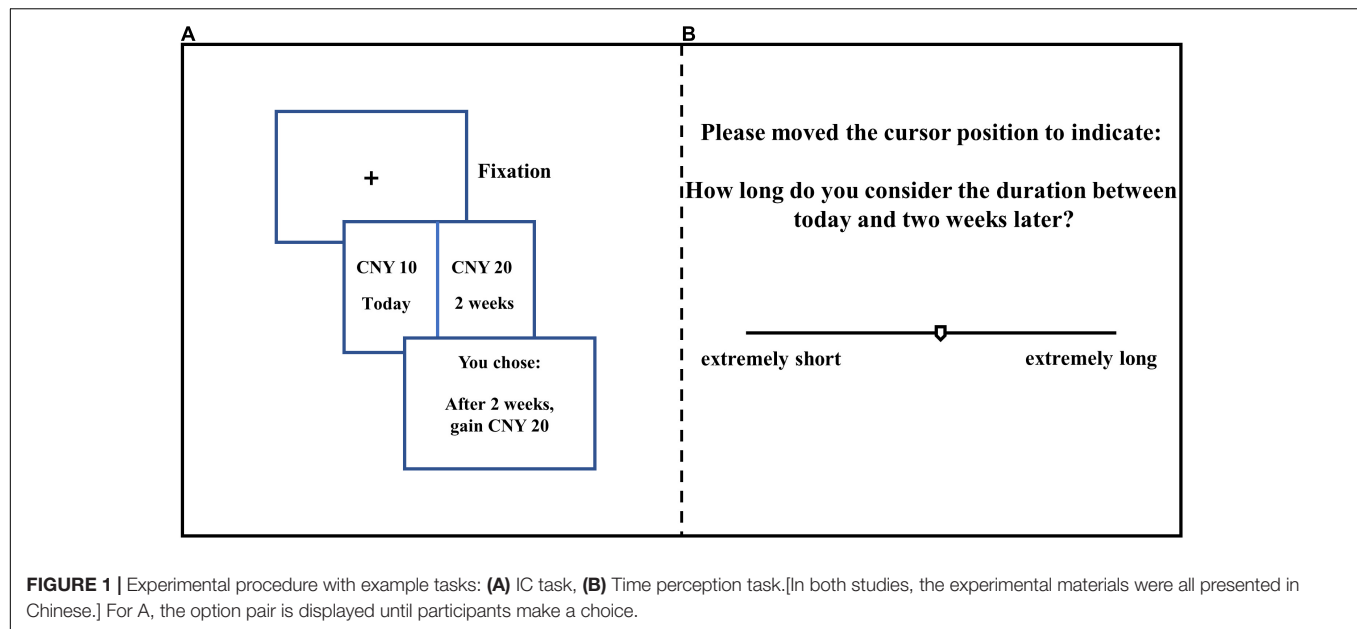 A
B
Fixation
+
CNY 10
Today
CNY 20
2 weeks
You chose:
After 2 weeks,
gain CNY 20
Please moved the cursor position to indicate:
How long do you consider the duration between
today and two weeks later?
extremely short
extremely long
FIGURE 1 | Experimental procedure with example tasks: (A) IC task, (B) Time perception task.[In both studies, the experimental materials were all presented in
Chinese.] For A, the option pair is displayed until participants make a choice.